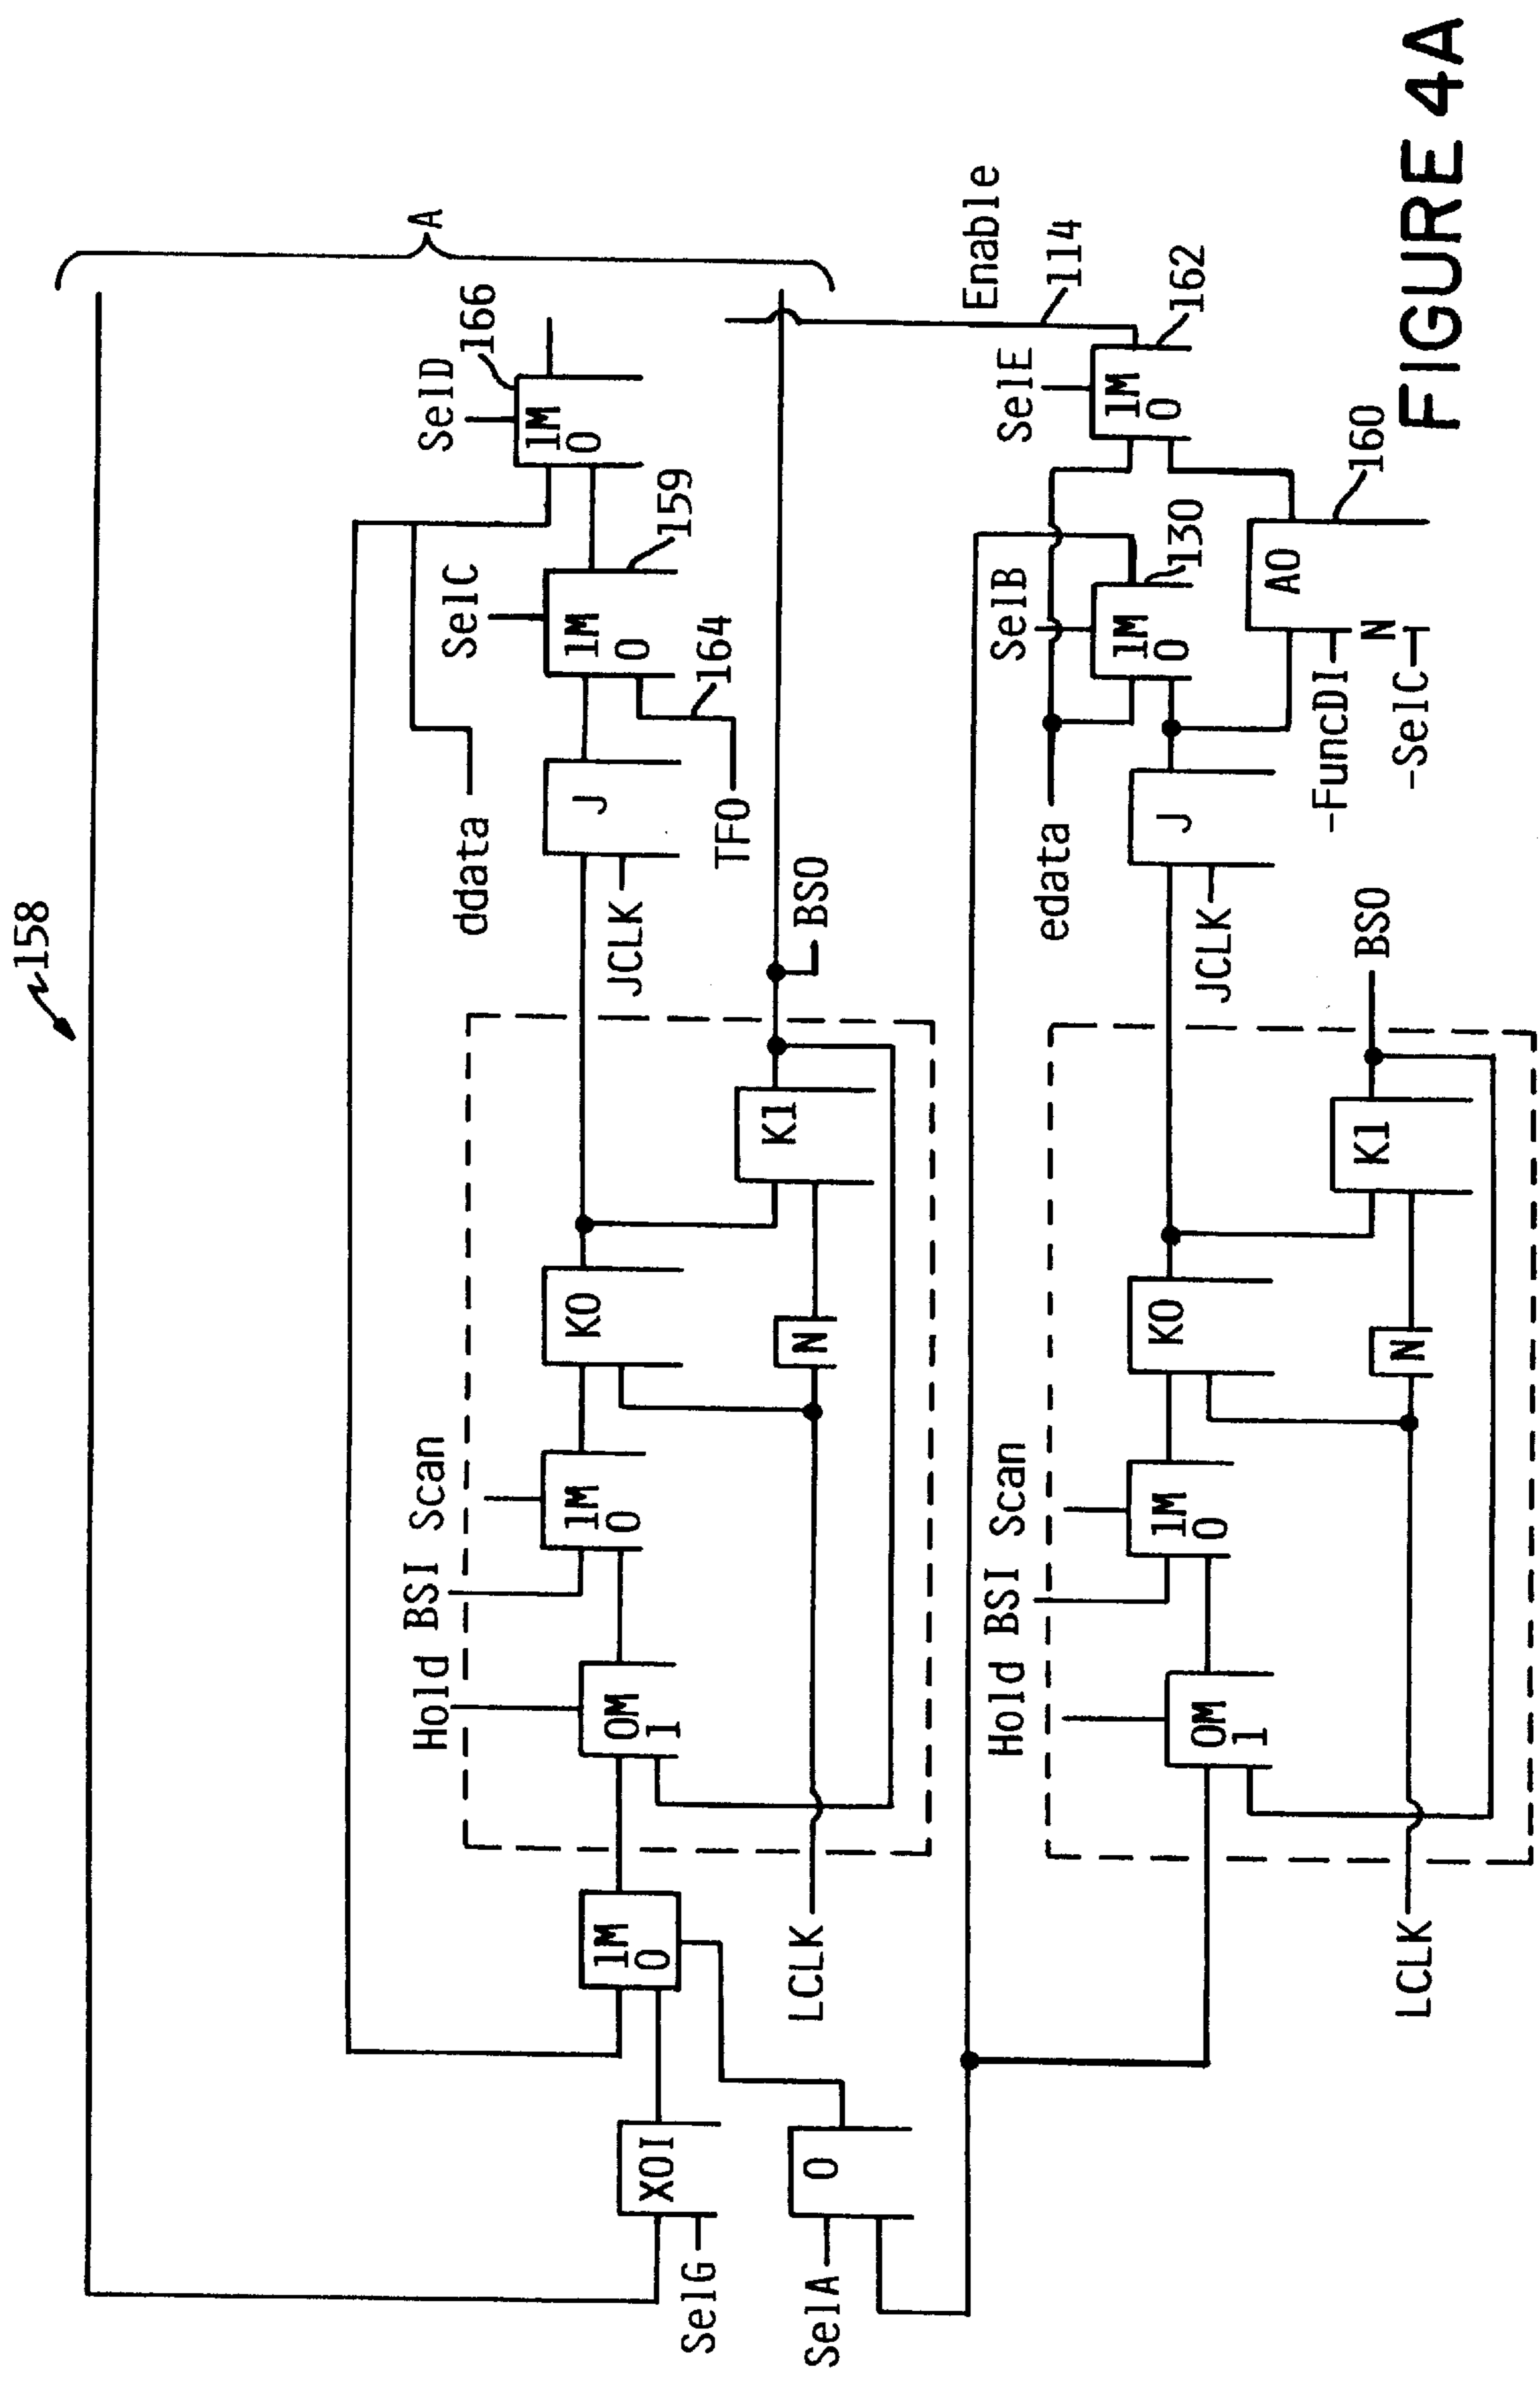 158
A
SelD
166
SelC
159
ddata
1M
0
1M
0
164
J
JCLK
TFO
BSO
Hold BSI Scan
0M
1
1M
0
K0
K1
N
1M
0
XOI
SelG
LCLK
SelA
O
Enable
114
SelE
162
1M
0
SelB
130
1M
0
edata
AO
160
N
-FuncDI
-SelC
J
JCLK
BSO
Hold BSI Scan
0M
1
1M
0
K0
K1
N
LCLK
FIGURE 4A